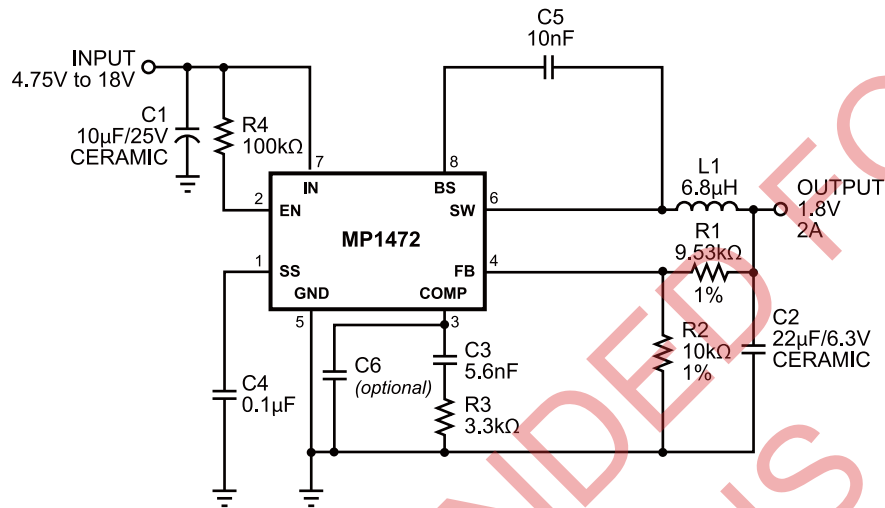 C5
10nF
INPUT
4.75V to 18V
C1
10µF/25V
CERAMIC
R4
100kΩ
7
8
IN
BS
L1
6.8µH
OUTPUT
1.8V
2A
2
EN
SW
6
MP1472
R1
9.53kΩ
1%
1
SS
FB
4
GND
COMP
5
3
C6
(optional)
C3
5.6nF
R2
10kΩ
1%
C2
22µF/6.3V
CERAMIC
C4
0.1µF
R3
3.3kΩ
NDED FO
NS